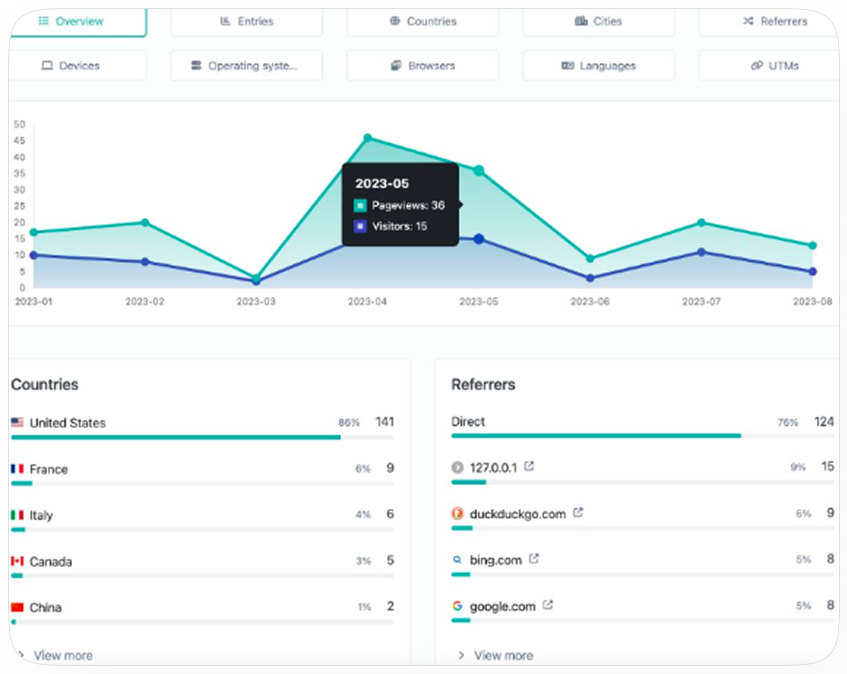 Overview Entries Countries Cities Referrers
Devices Operating syste... Browsers Languages UTMs
50
45
40
35
30
25
20
15
10
5
0
2023-05
Pageviews: 36
Visitors: 15
2023-01 2023-02 2023-03 2023-04 2023-05 2023-06 2023-07 2023-08
Countries
United States 86% 141
France 6% 9
Italy 4% 6
Canada 3% 5
China 1% 2
View more
Referrers
Direct 76% 124
127.0.0.1 9% 15
duckduckgo.com 6% 9
bing.com 5% 8
google.com 5% 8
View more